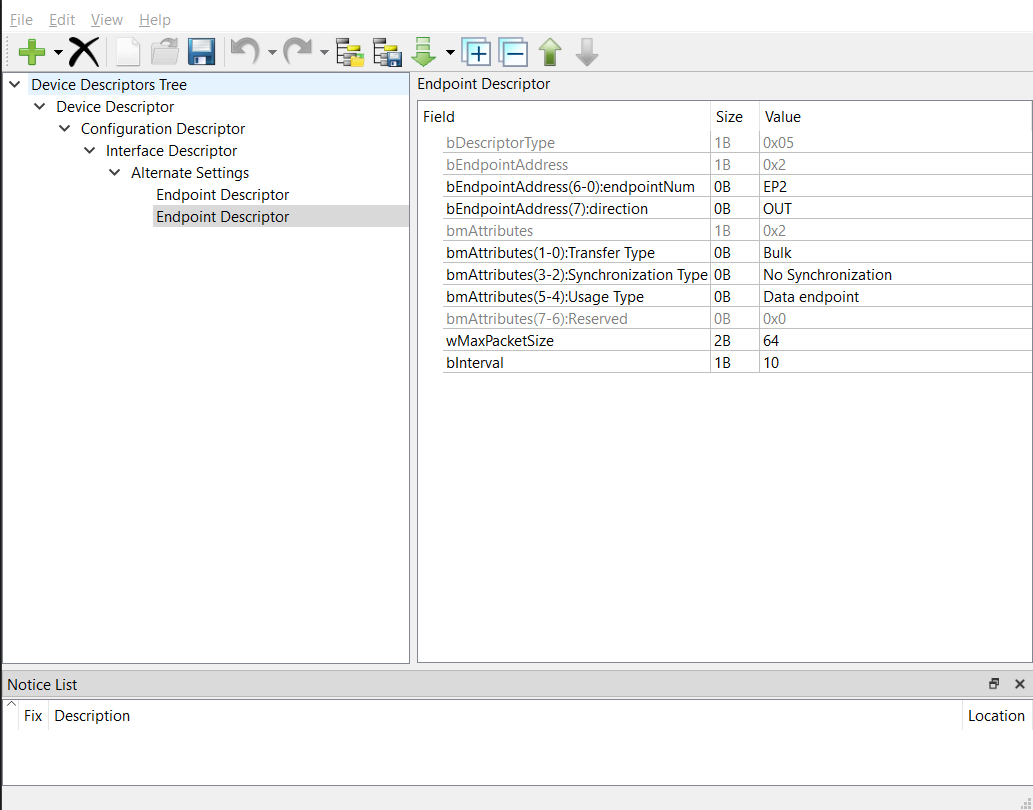 File Edit View Help
Device Descriptors Tree
Device Descriptor
Configuration Descriptor
Interface Descriptor
Alternate Settings
Endpoint Descriptor
Endpoint Descriptor
Endpoint Descriptor
Field Size Value
bDescriptorType 1B 0x05
bEndpointAddress 1B 0x2
bEndpointAddress(6-0):endpointNum 0B EP2
bEndpointAddress(7):direction 0B OUT
bmAttributes 1B 0x2
bmAttributes(1-0):Transfer Type 0B Bulk
bmAttributes(3-2):Synchronization Type 0B No Synchronization
bmAttributes(5-4):Usage Type 0B Data endpoint
bmAttributes(7-6):Reserved 0B 0x0
wMaxPacketSize 2B 64
bInterval 1B 10
Notice List
Fix Description Location